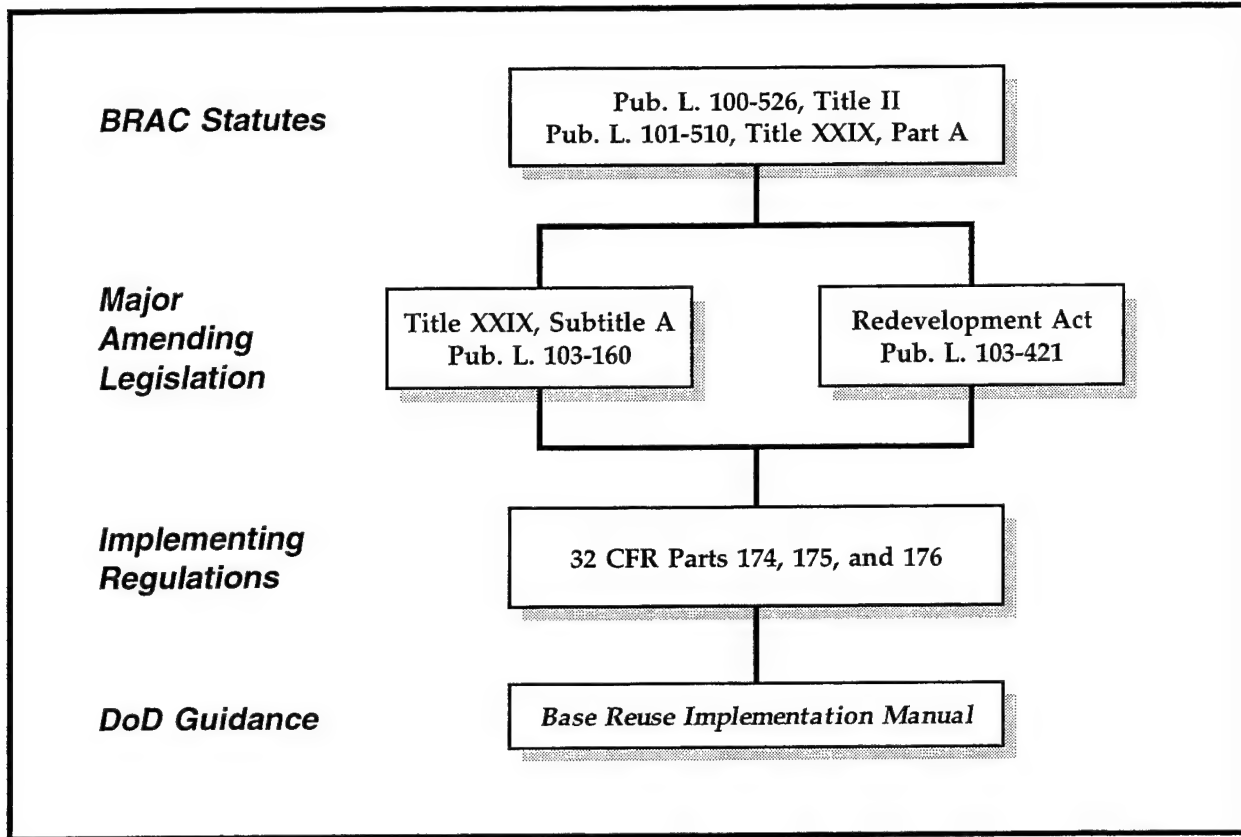 BRAC Statutes
Pub. L. 100-526, Title II
Pub. L. 101-510, Title XXIX, Part A
Major
Amending
Legislation
Title XXIX, Subtitle A
Pub. L. 103-160
Redevelopment Act
Pub. L. 103-421
Implementing
Regulations
32 CFR Parts 174, 175, and 176
DoD Guidance
Base Reuse Implementation Manual